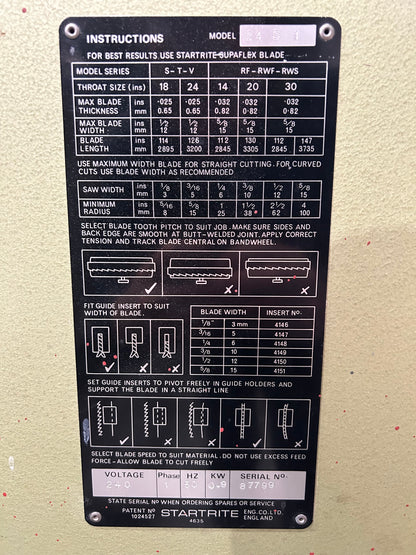 INSTRUCTIONS MODEL
FOR BEST RESULTS USE STARTRITE SUPAFLEX BLADE
MODEL SERIES S-T-V RF-RWF-RWS
THROAT SIZE (ins) 18 24 14 20 30
MAX BLADE THICKNESS ins mm ·025 0.65 ·025 0.65 ·032 0.82 ·032 0.82 ·032 0.82
MAX BLADE WIDTH ins mm 1/2 12 1/2 12 5/8 15 5/8 15 5/8 15
BLADE LENGTH ins mm 114 2895 126 3200 112 2845 130 3305 112 2845 147 3735
USE MAXIMUM WIDTH BLADE FOR STRAIGHT CUTTING. FOR CURVED
CUTS USE BLADE WIDTH AS RECOMMENDED
SAW WIDTH ins mm 1/8 3 3/16 5 1/4 6 3/8 10 1/2 12 5/8 15
MINIMUM RADIUS ins mm 5/16 8 5/8 15 1 25 1 1/2 38 2 1/2 62 4 100
SELECT BLADE TOOTH PITCH TO SUIT JOB. MAKE SURE SIDES AND
BACK EDGE ARE SMOOTH AT BUTT-WELDED JOINT. APPLY CORRECT
TENSION AND TRACK BLADE CENTRAL ON BANDWHEEL.
FIT GUIDE INSERT TO SUIT
WIDTH OF BLADE.
BLADE WIDTH INSERT No.
1/8" 3mm 4146
3/16 5 4147
1/4 6 4148
3/8 10 4149
1/2 12 4150
5/8 15 4151
SET GUIDE INSERTS TO PIVOT FREELY IN GUIDE HOLDERS AND
SUPPORT THE BLADE IN A STRAIGHT LINE
SELECT BLADE SPEED TO SUIT MATERIAL. DO NOT USE EXCESS FEED
FORCE-ALLOW BLADE TO CUT FREELY
VOLTAGE Phase HZ KW SERIAL No.
240 1 50 0.9 87799
STATE SERIAL No WHEN ORDERING SPARES OR SERVICE
PATENT No 1024527 STARTRITE ENG. CO. LTD. ENGLAND
4635